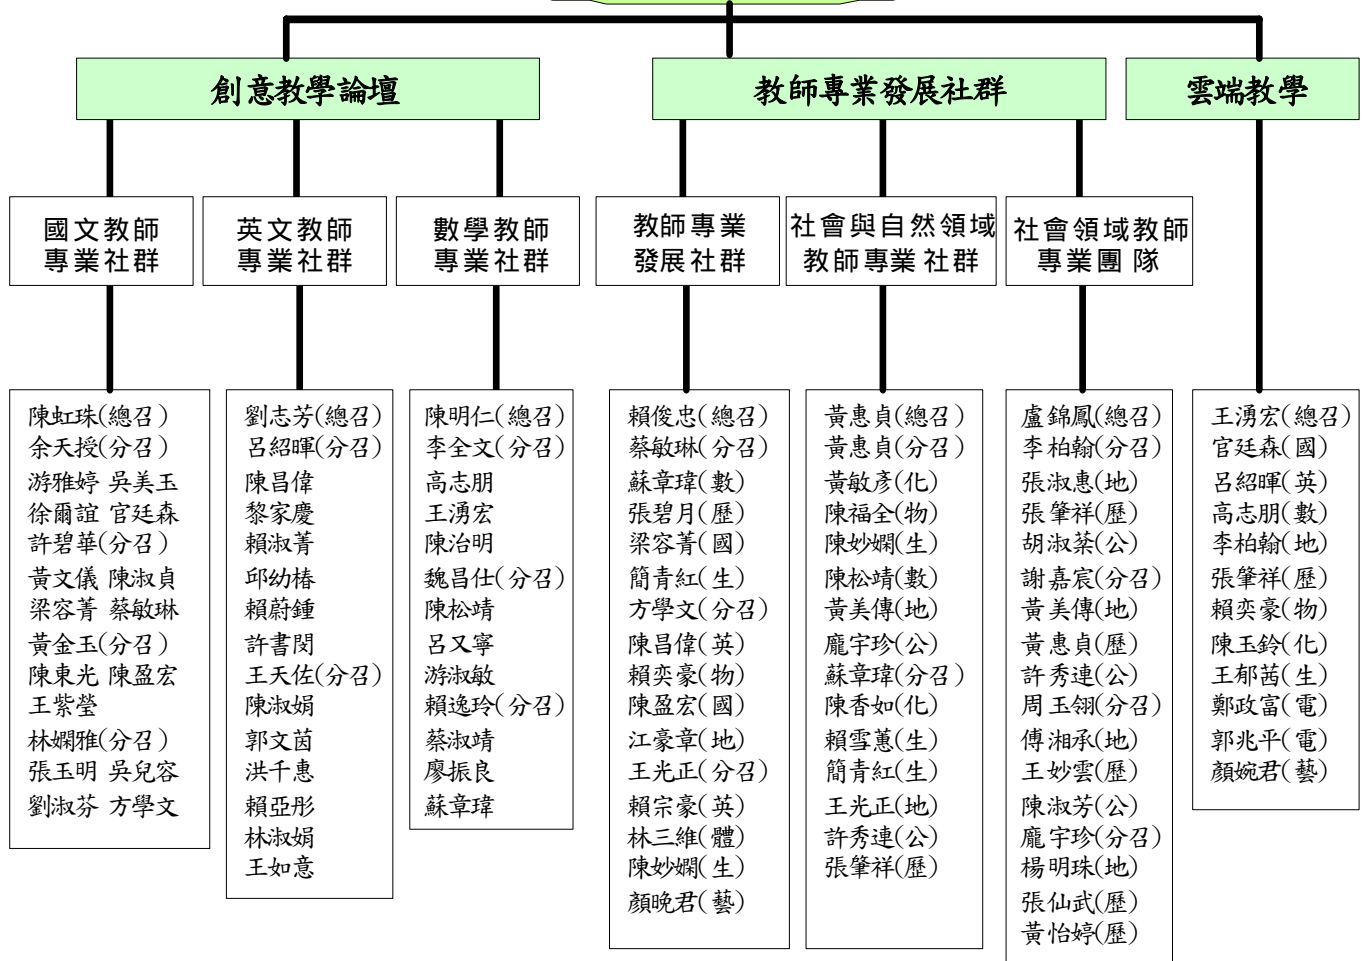 創意教學論壇
教師專業發展社群
雲端教學
國文教師
專業社群
英文教師
專業社群
數學教師
專業社群
教師專業
發展社群
社會與自然領域
教師專業社群
社會領域教師
專業團隊
陳虹珠(總召)
余天授(分召)
游雅婷 吳美玉
徐爾誼 官廷森
許碧華(分召)
黃文儀 陳淑貞
梁容菁 蔡敏琳
黃金玉(分召)
陳東光 陳盈宏
王紫瑩
林嫻雅(分召)
張玉明 吳兒容
劉淑芬 方學文
劉志芳(總召)
呂紹暉(分召)
陳昌偉
黎家慶
賴淑菁
邱幼椿
賴蔚鍾
許書閔
王天佐(分召)
陳淑娟
郭文茵
洪千惠
賴亞彤
林淑娟
王如意
陳明仁(總召)
李全文(分召)
高志朋
王湧宏
陳治明
魏昌仕(分召)
陳松靖
呂又寧
游淑敏
賴逸玲(分召)
蔡淑靖
廖振良
蘇章瑋
賴俊忠(總召)
蔡敏琳(分召)
蘇章瑋(數)
張碧月(歷)
梁容菁(國)
簡青紅(生)
方學文(分召)
陳昌偉(英)
賴奕豪(物)
陳盈宏(國)
江豪章(地)
王光正(分召)
賴宗豪(英)
林三維(體)
陳妙嫻(生)
顏晚君(藝)
黃惠貞(總召)
黃惠貞(分召)
黃敏彥(化)
陳福全(物)
陳妙嫻(生)
陳松靖(數)
黃美傳(地)
龐宇珍(公)
蘇章瑋(分召)
陳香如(化)
賴雪蕙(生)
簡青紅(生)
王光正(地)
許秀連(公)
張肇祥(歷)
盧錦鳳(總召)
李柏翰(分召)
張淑惠(地)
張肇祥(歷)
胡淑棻(公)
謝嘉宸(分召)
黃美傳(地)
黃惠貞(歷)
許秀連(公)
周玉翎(分召)
傅湘承(地)
王妙雲(歷)
陳淑芳(公)
龐宇珍(分召)
楊明珠(地)
張仙武(歷)
黃怡婷(歷)
王湧宏(總召)
官廷森(國)
呂紹暉(英)
高志朋(數)
李柏翰(地)
張肇祥(歷)
賴奕豪(物)
陳玉鈴(化)
王郁茜(生)
鄭政富(電)
郭兆平(電)
顏婉君(藝)